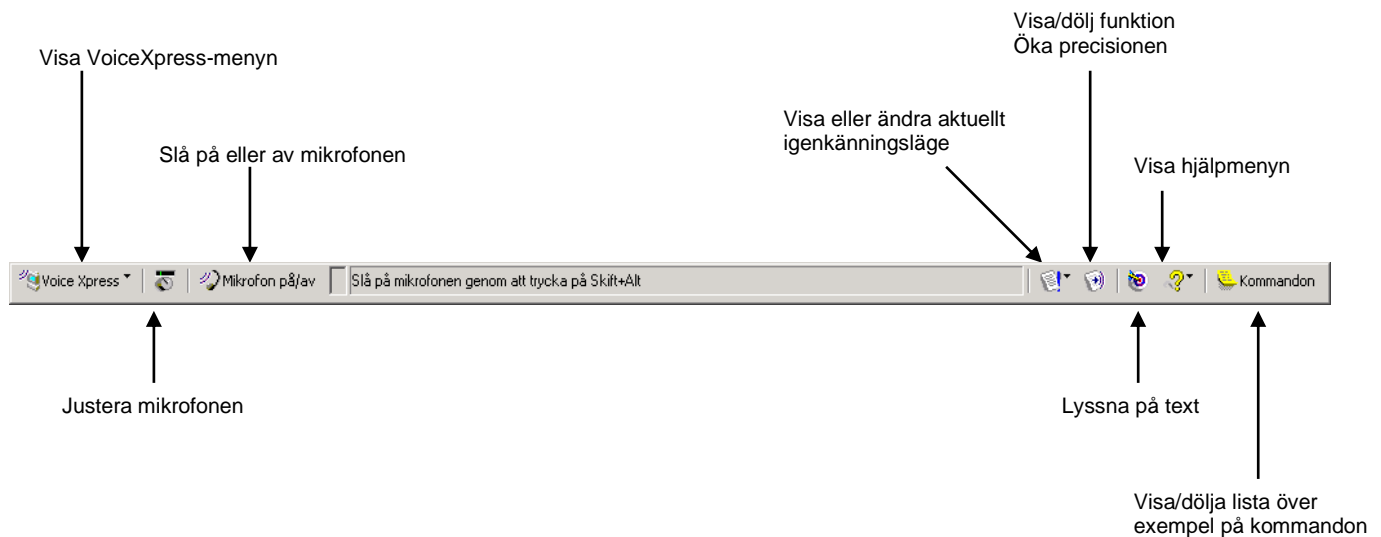 Visa/dölj funktion
Öka precisionen
Visa VoiceXpress-menyn
Visa eller ändra aktuellt
igenkänningsläge
Slå på eller av mikrofonen
Visa hjälpmenyn
Voice Xpress
Mikrofon på/av
Slå på mikrofonen genom att trycka på Skift+Alt
Kommandon
Justera mikrofonen
Lyssna på text
Visa/dölja lista över
exempel på kommandon